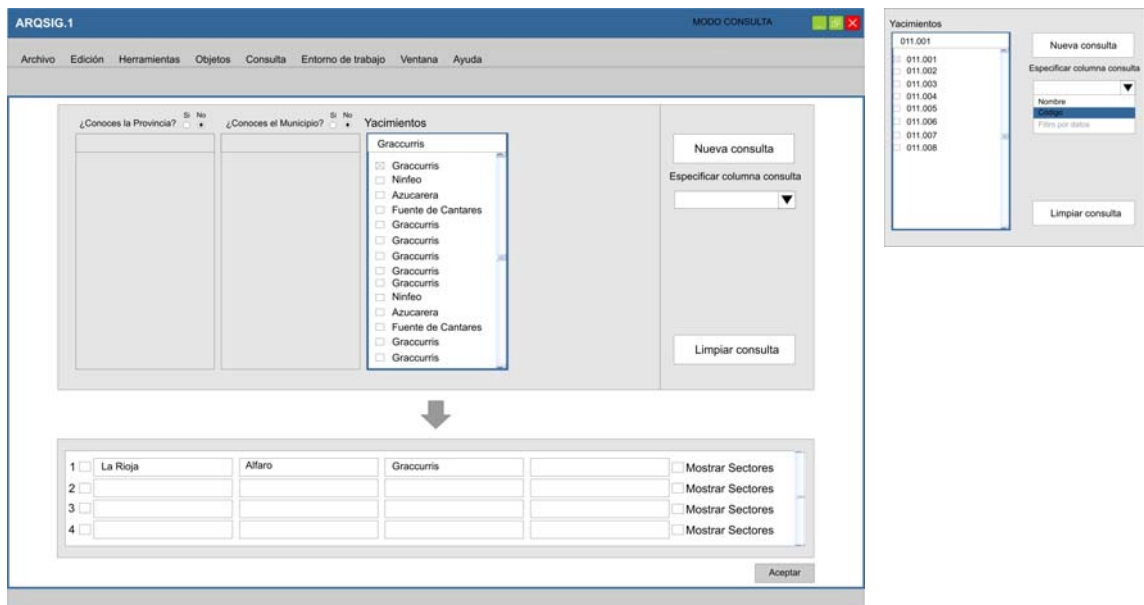 ARQSIG.1
MODO CONSULTA
Archivo Edición Herramientas Objetos Consulta Entorno de trabajo Ventana Ayuda
¿Conoces la Provincia? Si No
¿Conoces el Municipio? Si No
Yacimientos
Graccurris
Graccurris
Ninfeo
Azucarera
Fuente de Cantares
Graccurris
Graccurris
Graccurris
Graccurris
Graccurris
Ninfeo
Azucarera
Fuente de Cantares
Graccurris
Graccurris
Nueva consulta
Especificar columna consulta
Limpiar consulta
1 La Rioja Alfaro Graccurris Mostrar Sectores
2 Mostrar Sectores
3 Mostrar Sectores
4 Mostrar Sectores
Aceptar
Yacimientos
011.001
011.001
011.002
011.003
011.004
011.005
011.006
011.007
011.008
Nueva consulta
Especificar columna consulta
Nombre
Código
Filtro por datos
Limpiar consulta